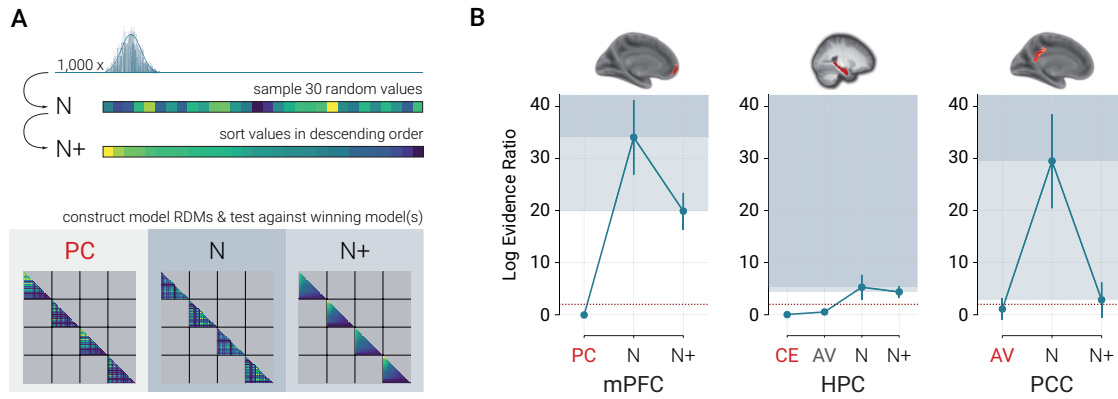 A
1,000 x
sample 30 random values
N
sort values in descending order
N+
construct model RDMs & test against winning model(s)
PC N N+
B
Log Evidence Ratio
40
30
20
10
0
PC N N+
mPFC
40
30
20
10
0
CE AV N N+
HPC
40
30
20
10
0
AV N N+
PCC